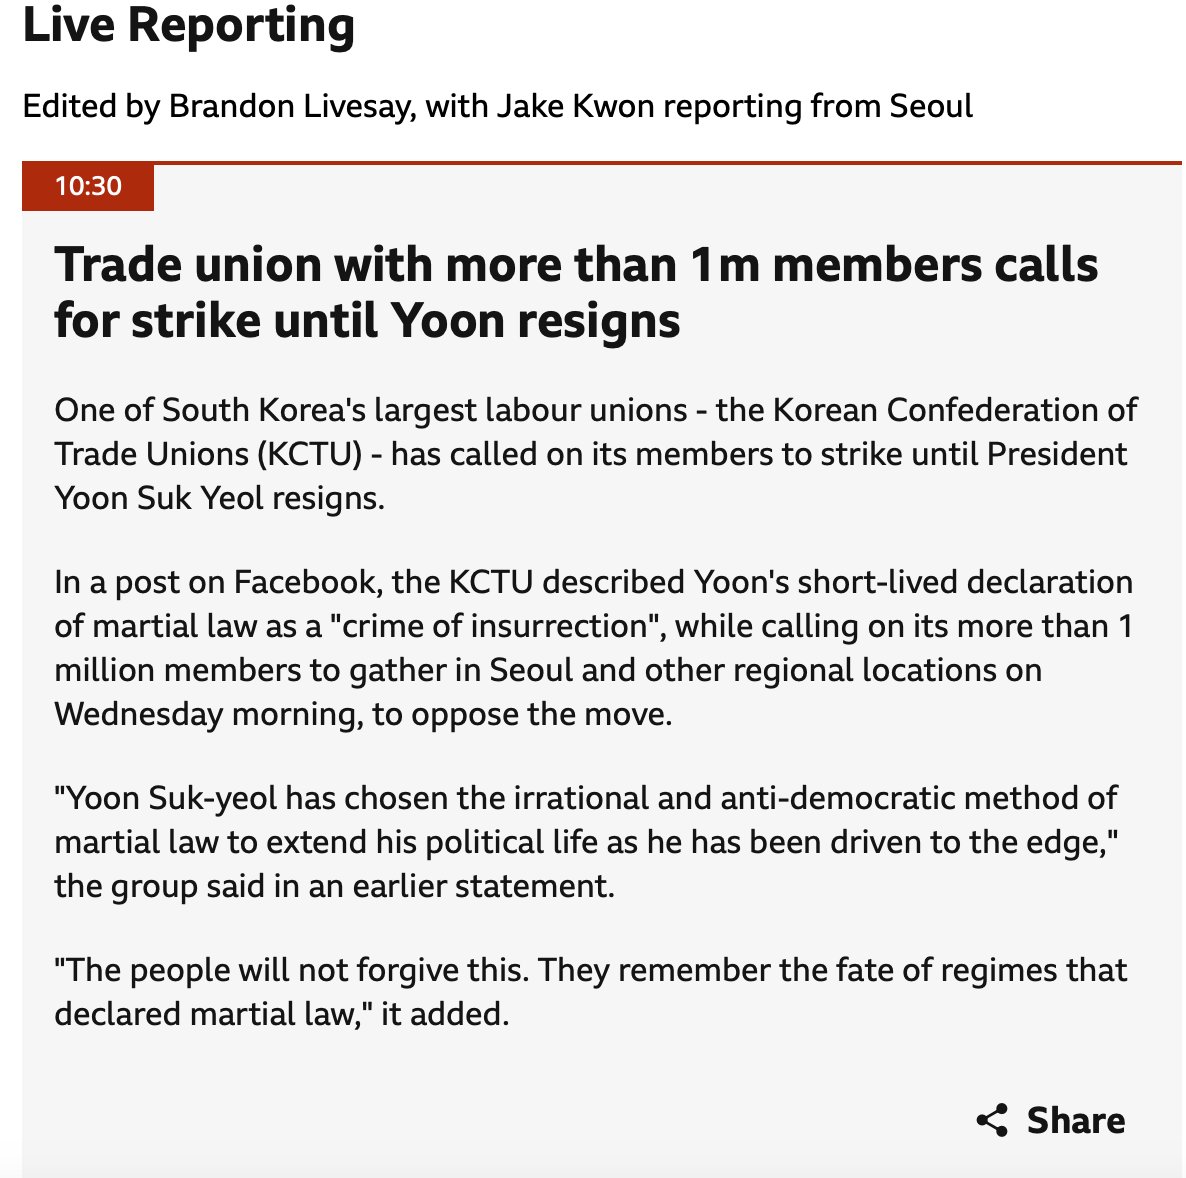 Live Reporting
Edited by Brandon Livesay, with Jake Kwon reporting from Seoul
10:30
Trade union with more than 1m members calls
for strike until Yoon resigns
One of South Korea's largest labour unions - the Korean Confederation of
Trade Unions (KCTU) - has called on its members to strike until President
Yoon Suk Yeol resigns.
In a post on Facebook, the KCTU described Yoon's short-lived declaration
of martial law as a "crime of insurrection", while calling on its more than 1
million members to gather in Seoul and other regional locations on
Wednesday morning, to oppose the move.
"Yoon Suk-yeol has chosen the irrational and anti-democratic method of
martial law to extend his political life as he has been driven to the edge,"
the group said in an earlier statement.
"The people will not forgive this. They remember the fate of regimes that
declared martial law," it added.
Share